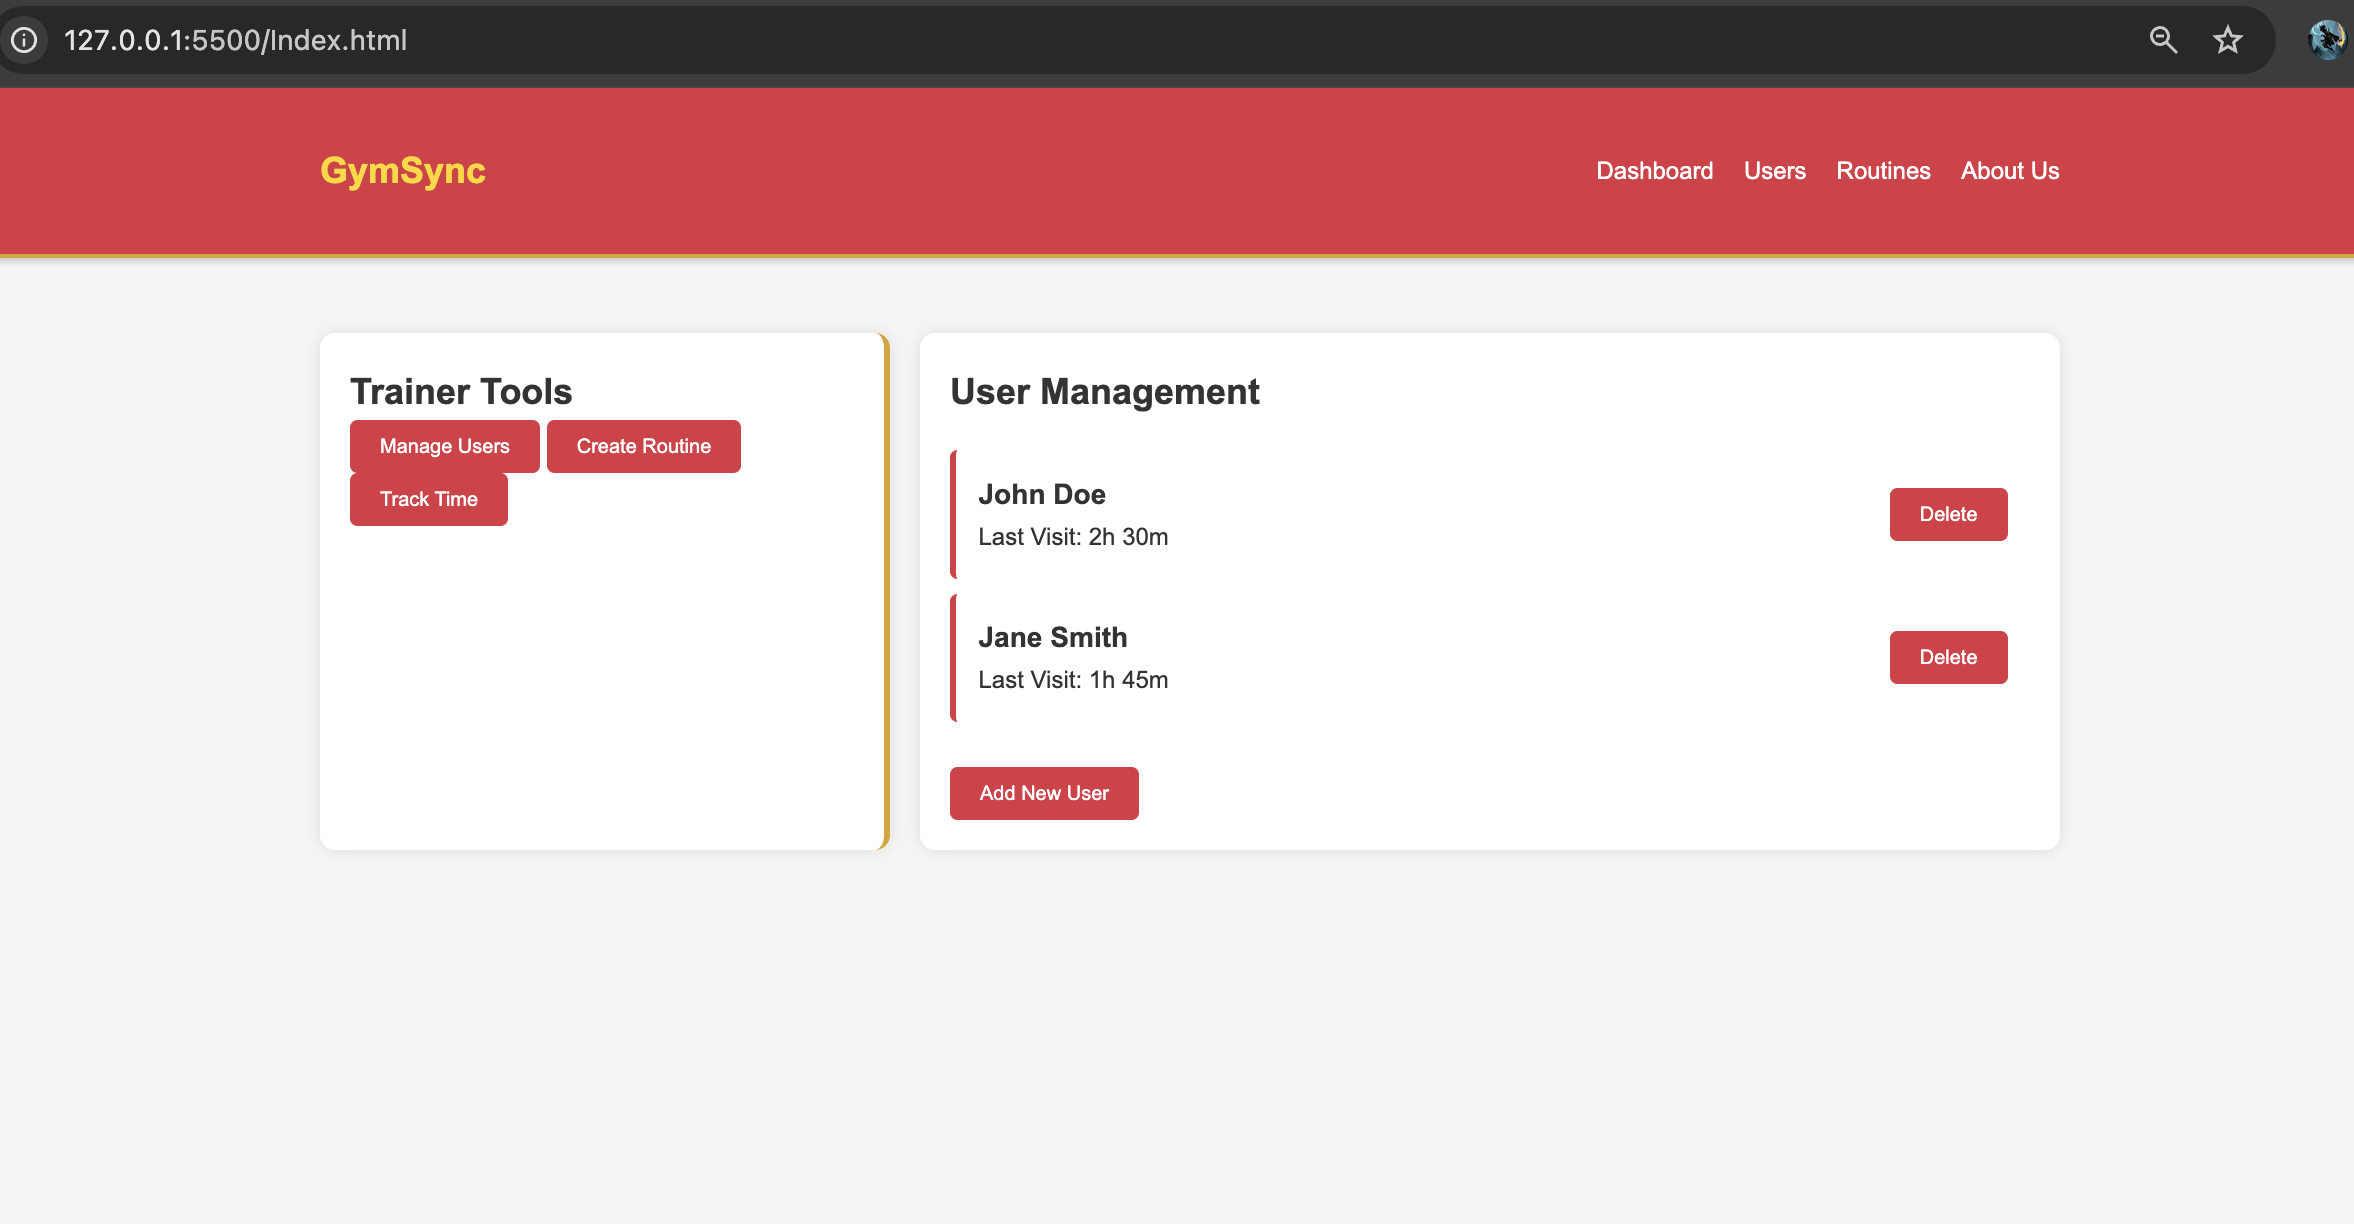 127.0.0.1:5500/Index.html
GymSync
Dashboard Users Routines About Us
Trainer Tools
Manage Users Create Routine
Track Time
User Management
John Doe
Last Visit: 2h 30m
Delete
Jane Smith
Last Visit: 1h 45m
Delete
Add New User